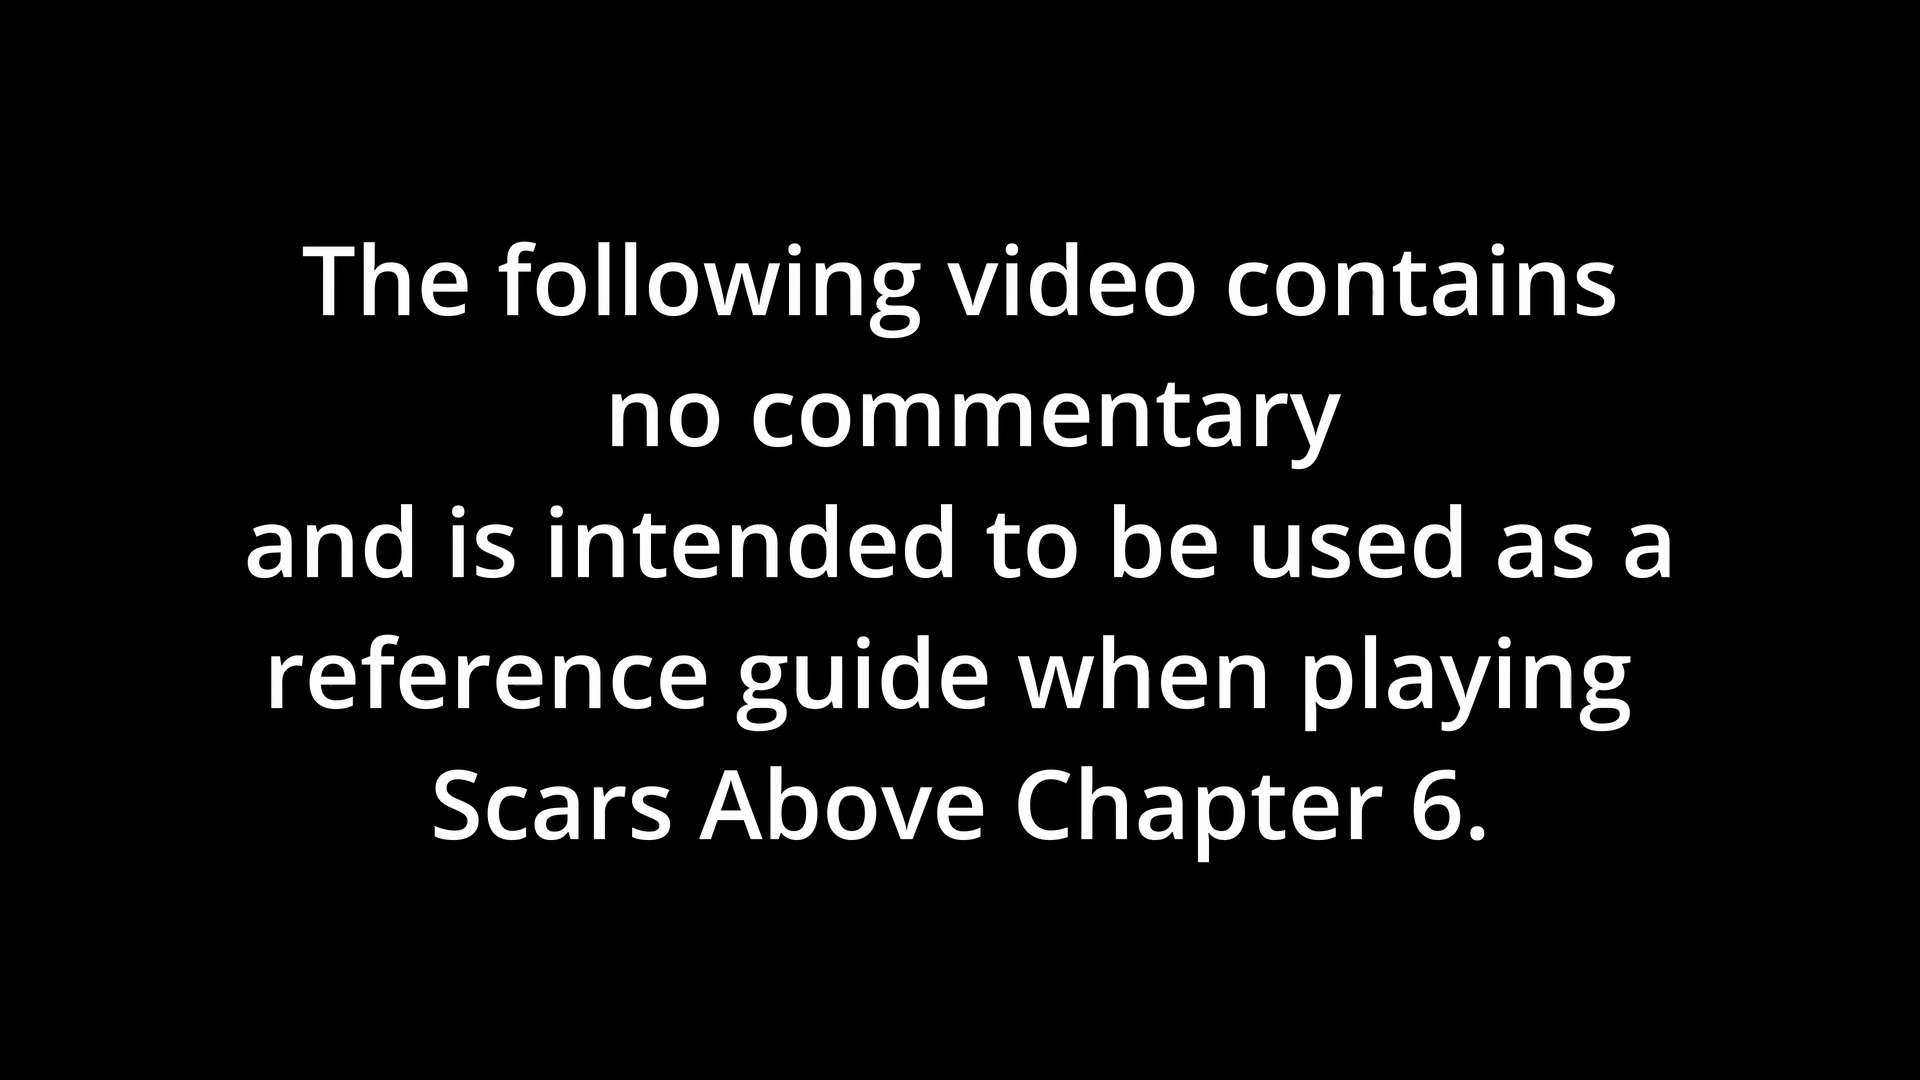 The following video contains
no commentary
and is intended to be used as a
reference guide when playing
Scars Above Chapter 6.